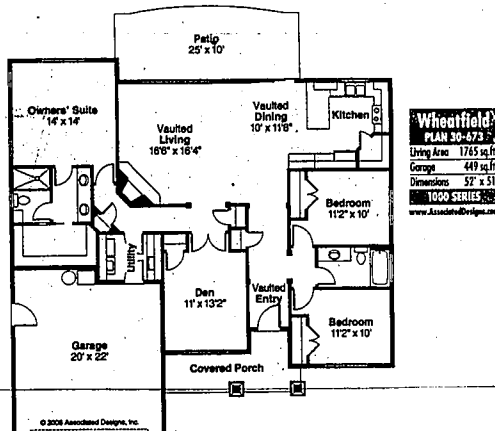 Patio
25' x 10'
Owners' Suite
14' x 14'
Vaulted
Living
16'6" x 16'4"
Vaulted
Dining
10' x 11'6"
Kitchen
Bedroom
11'2" x 10'
Utility
Den
11' x 13'2"
Vaulted
Entry
Bedroom
11'2" x 10'
Garage
20' x 22'
Covered Porch
© 2006 Associated Designs, Inc.
Wheatfield
PLAN 30-673
Living Area 1765 sq.ft
Garage 449 sq.ft
Dimensions 52' x 51
1000 SERIES
www.AssociatedDesigns.co